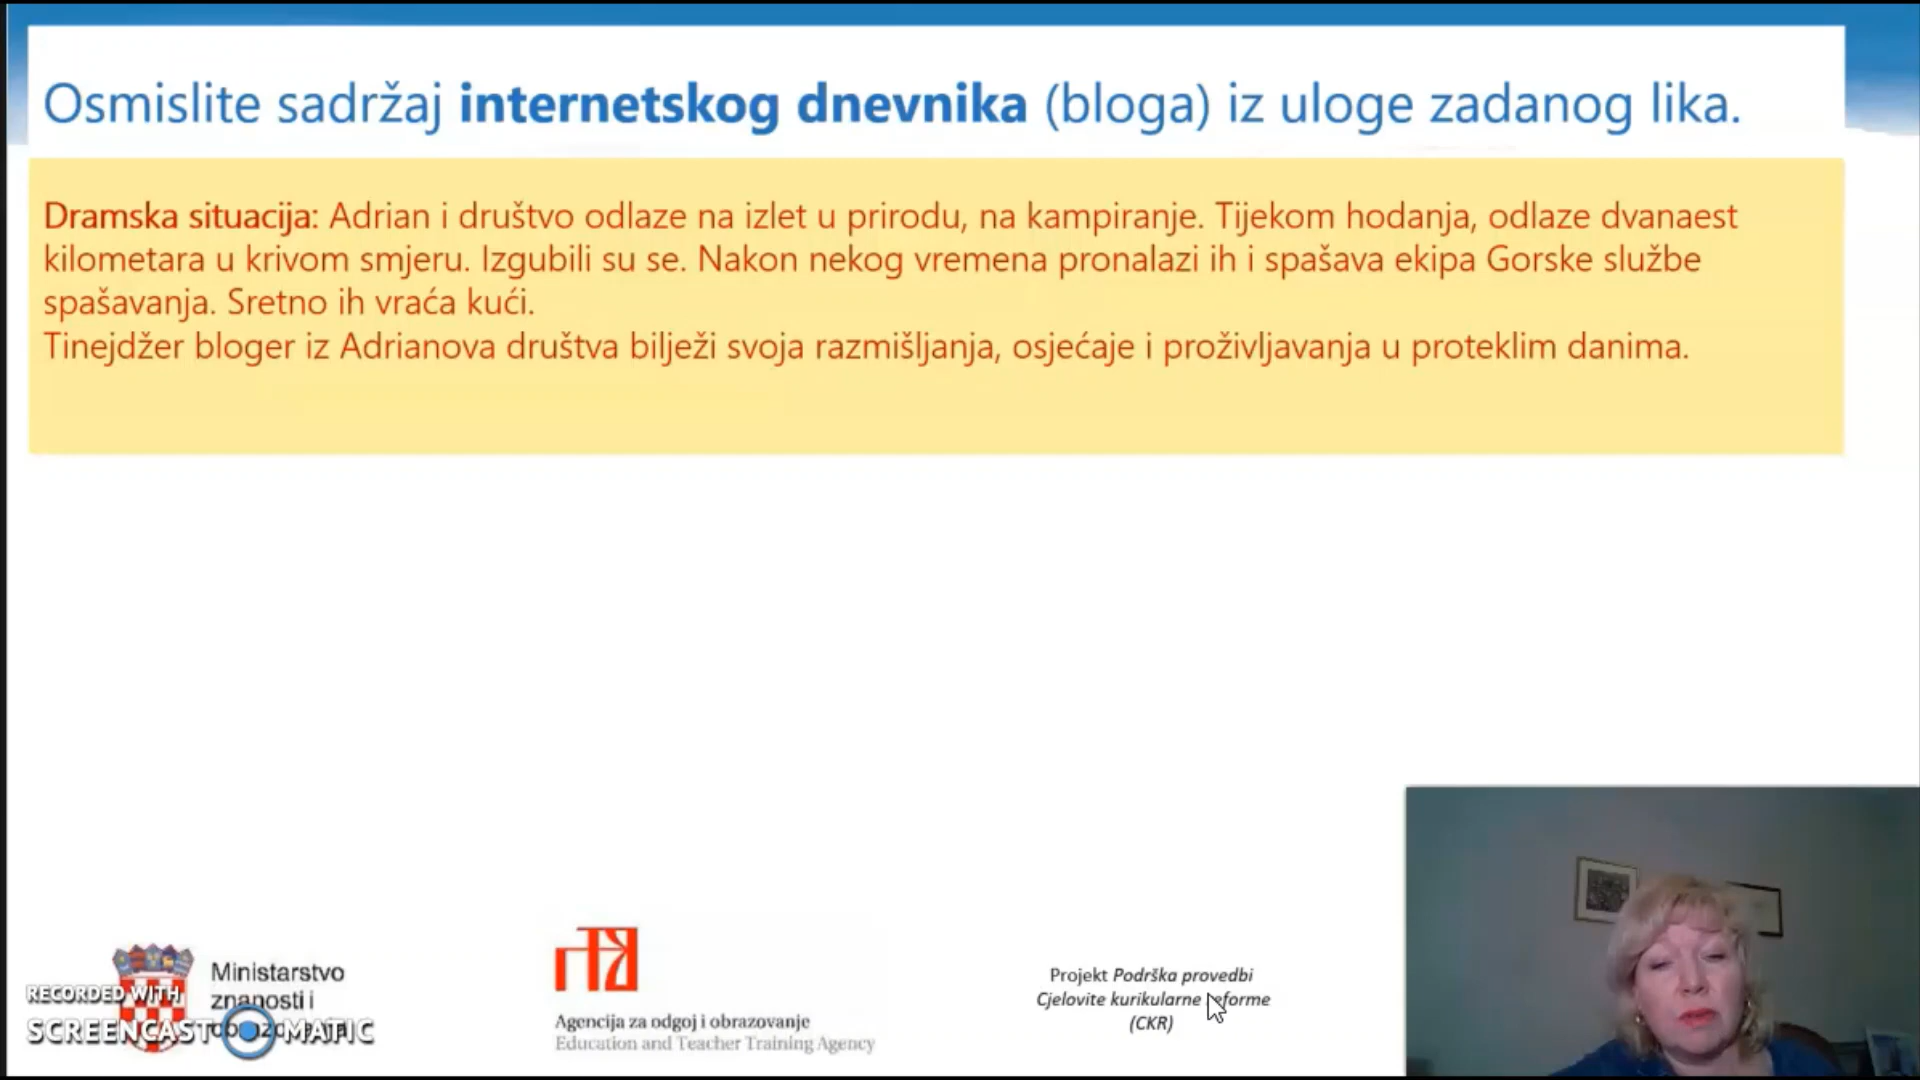 Osmislite sadržaj internetskog dnevnika (bloga) iz uloge zadanog lika.
Dramska situacija: Adrian i društvo odlaze na izlet u prirodu, na kampiranje. Tijekom hodanja, odlaze dvanaest
kilometara u krivom smjeru. Izgubili su se. Nakon nekog vremena pronalazi ih i spašava ekipa Gorske službe
spašavanja. Sretno ih vraća kući.
Tinejdžer bloger iz Adrianova društva bilježi svoja razmišljanja, osjećaje i proživljavanja u proteklim danima.
Ministarstvo
znanosti i
RECORDED WITH
SCREENCAST-O-MATIC
Agencija za odgoj i obrazovanje
Education and Teacher Training Agency
Projekt Podrška provedbi
Cjelovite kurikularne reforme
(CKR)